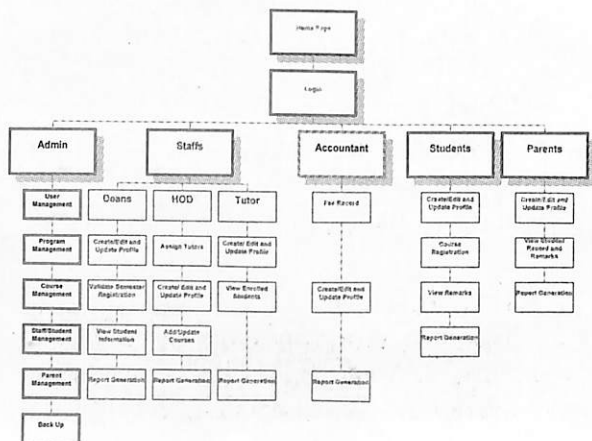 Home Page
Login
Admin
Staffs
Accountant
Students
Parents
User
Management
Deans
HOD
Tutor
Fee Record
Create/Edit and
Update Profile
Create/Edit and
Update Profile
Program
Management
Create/Edit and
Update Profile
Assign Tutors
Create/Edit and
Update Profile
Course
Registration
View Enrolled
Record and
Remarks
Course
Management
Validate Semester
Registration
Create/Edit and
Update Profile
View Enrolled
Students
Create/Edit and
Update Profile
View Remarks
Report Generation
Staff/Student
Management
View Student
Information
Add/Update
Courses
Report Generation
Parent
Management
Report Generation
Report Generation
Report Generation
Report Generation
Back Up